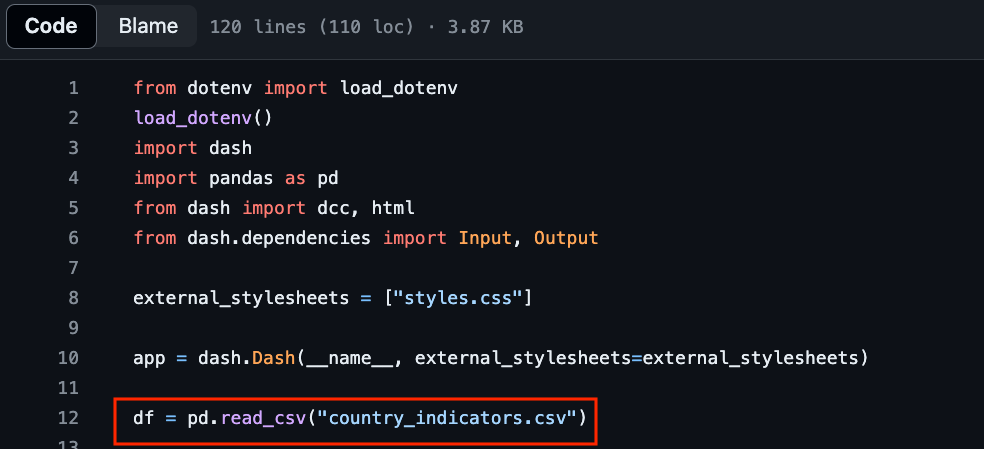 Code Blame 120 lines (110 loc) · 3.87 KB
1 from dotenv import load_dotenv
2 load_dotenv()
3 import dash
4 import pandas as pd
5 from dash import dcc, html
6 from dash.dependencies import Input, Output
7
8 external_stylesheets = ["styles.css"]
9
10 app = dash.Dash(__name__, external_stylesheets=external_stylesheets)
11
12 df = pd.read_csv("country_indicators.csv")
13